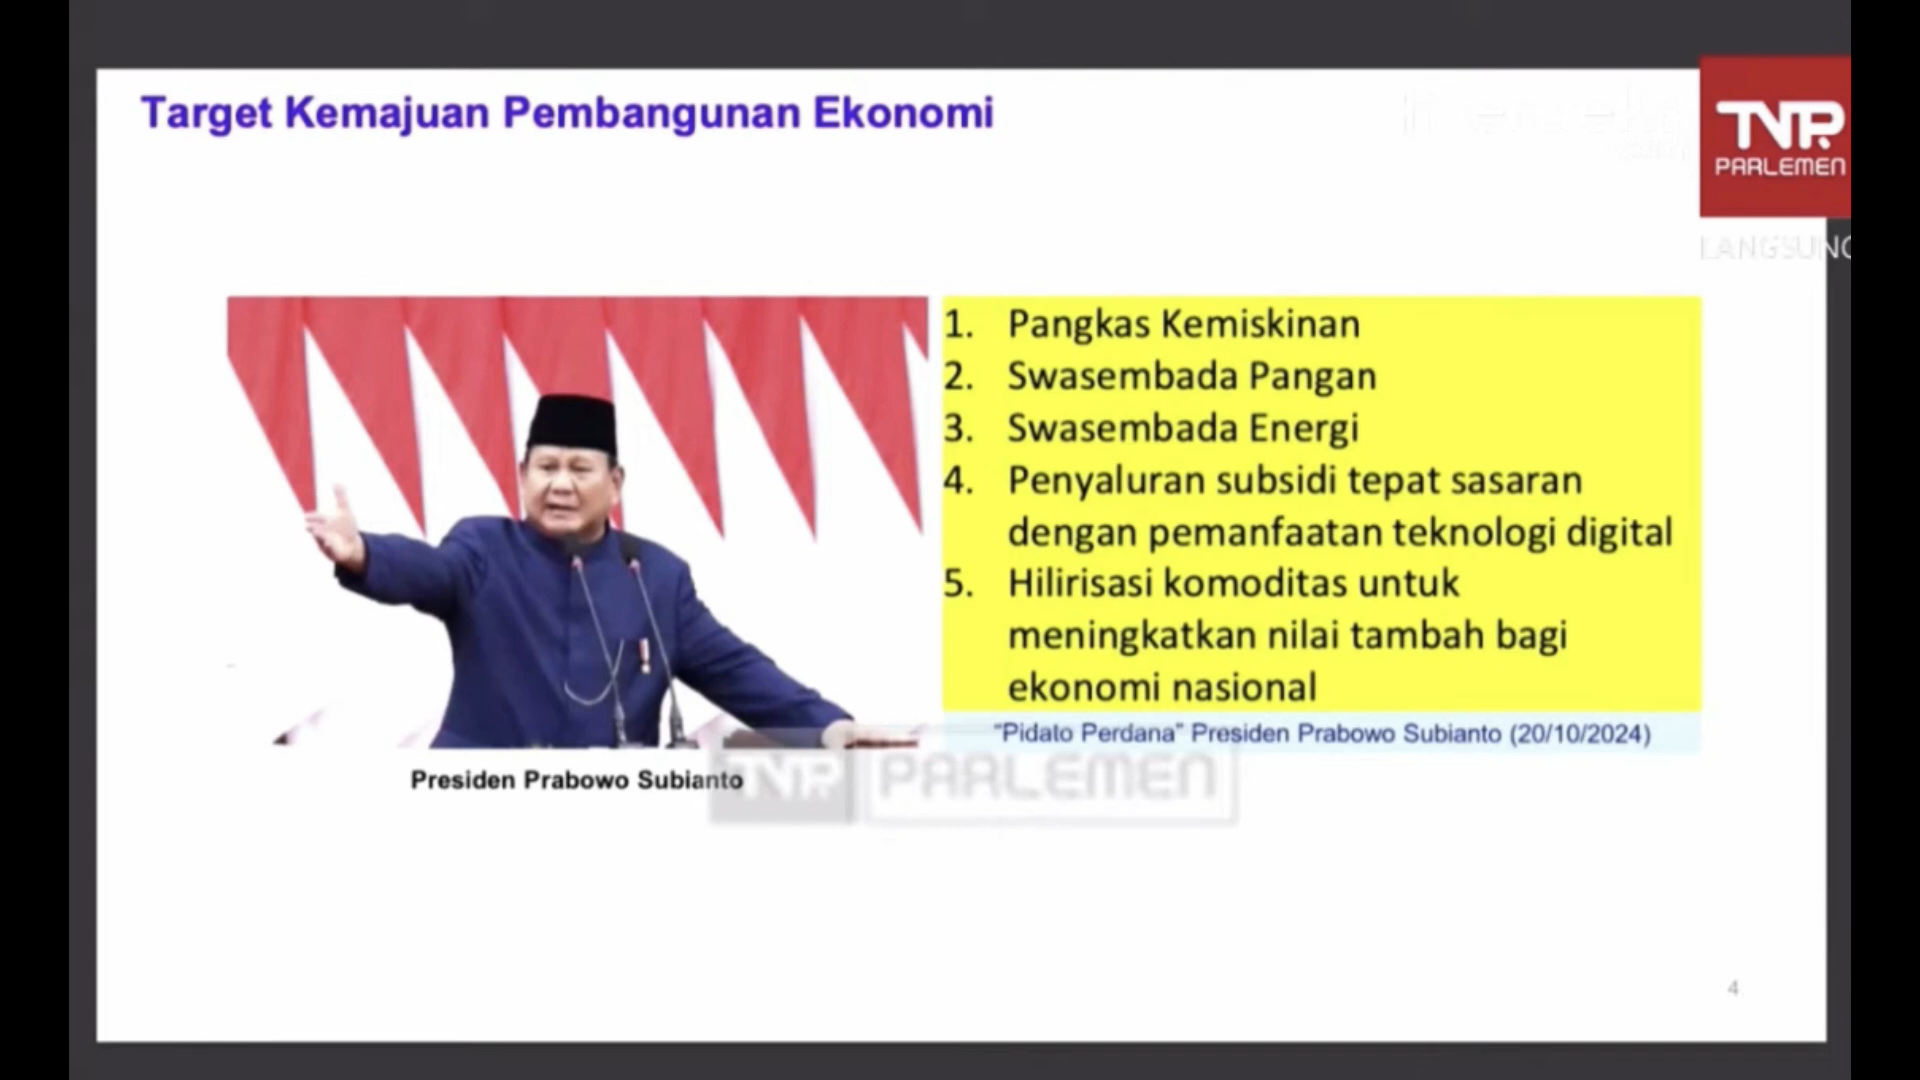 Target Kemajuan Pembangunan Ekonomi
TVR
PARLEMEN
LANGSUNG
1. Pangkas Kemiskinan
2. Swasembada Pangan
3. Swasembada Energi
4. Penyaluran subsidi tepat sasaran
dengan pemanfaatan teknologi digital
5. Hilirisasi komoditas untuk
meningkatkan nilai tambah bagi
ekonomi nasional
“Pidato Perdana” Presiden Prabowo Subianto (20/10/2024)
Presiden Prabowo Subianto
TVR PARLEMEN
4